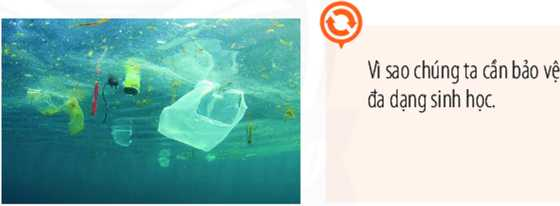 Vì sao chúng ta cần bảo vệ
đa dạng sinh học.